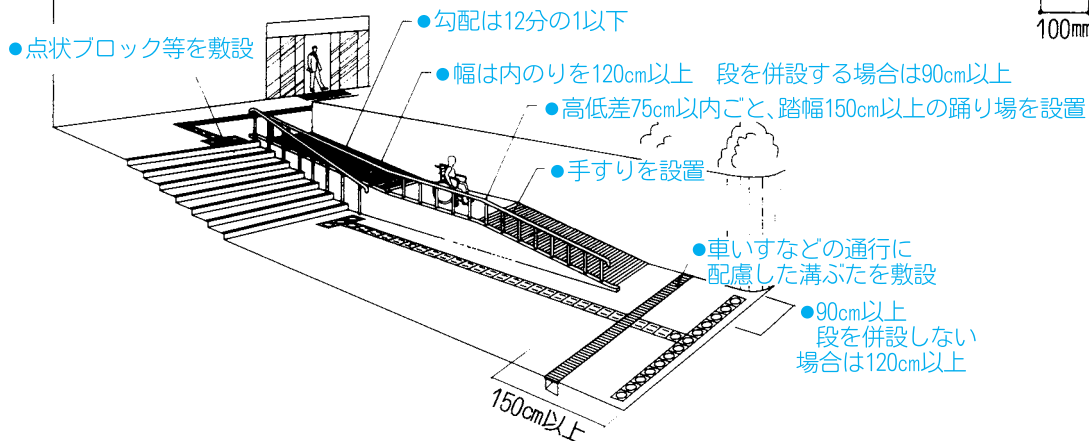 100mm
●勾配は12分の1以下
●点状ブロック等を敷設
●幅は内のりを120cm以上 段を併設する場合は90cm以上
●高低差75cm以内ごと、踏幅150cm以上の踊り場を設置
●手すりを設置
●車いすなどの通行に
配慮した溝ぶたを敷設
●90cm以上
段を併設しない
場合は120cm以上
150cm以上